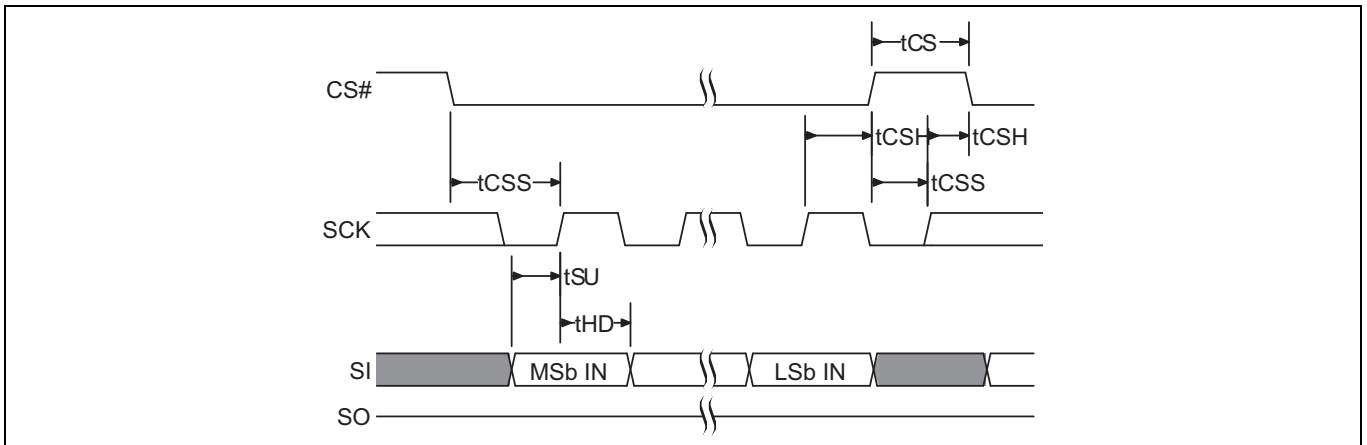 tCS
CS#
tCSH
tCSH
tCSS
tCSS
SCK
tSU
tHD
SI
MSb IN
LSb IN
SO